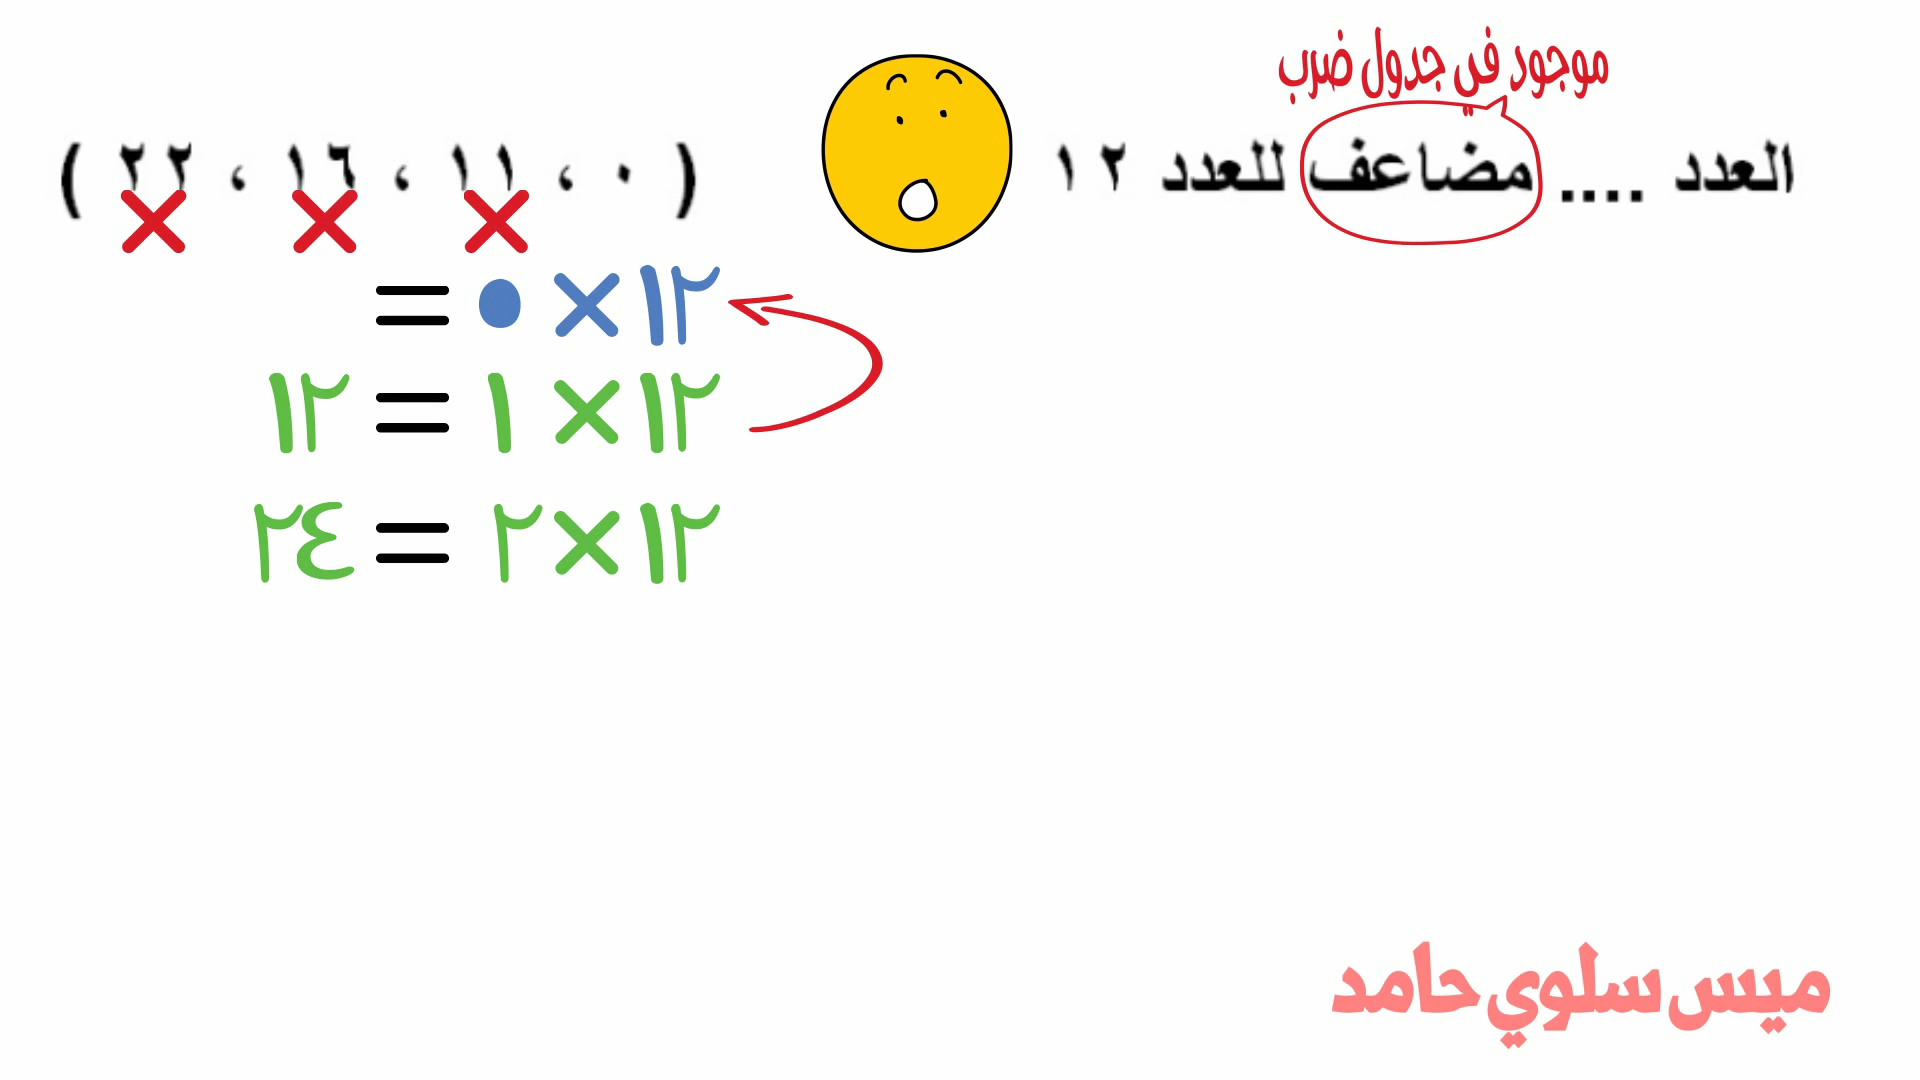 موجود في جدول ضرب
العدد .... مضاعف للعدد ١٢ ( ٠ ، ١١ ، ١٦ ، ٢٢ )
١٢ × ٠ =
١٢ × ١ = ١٢
١٢ × ٢ = ٢٤
ميس سلوي حامد